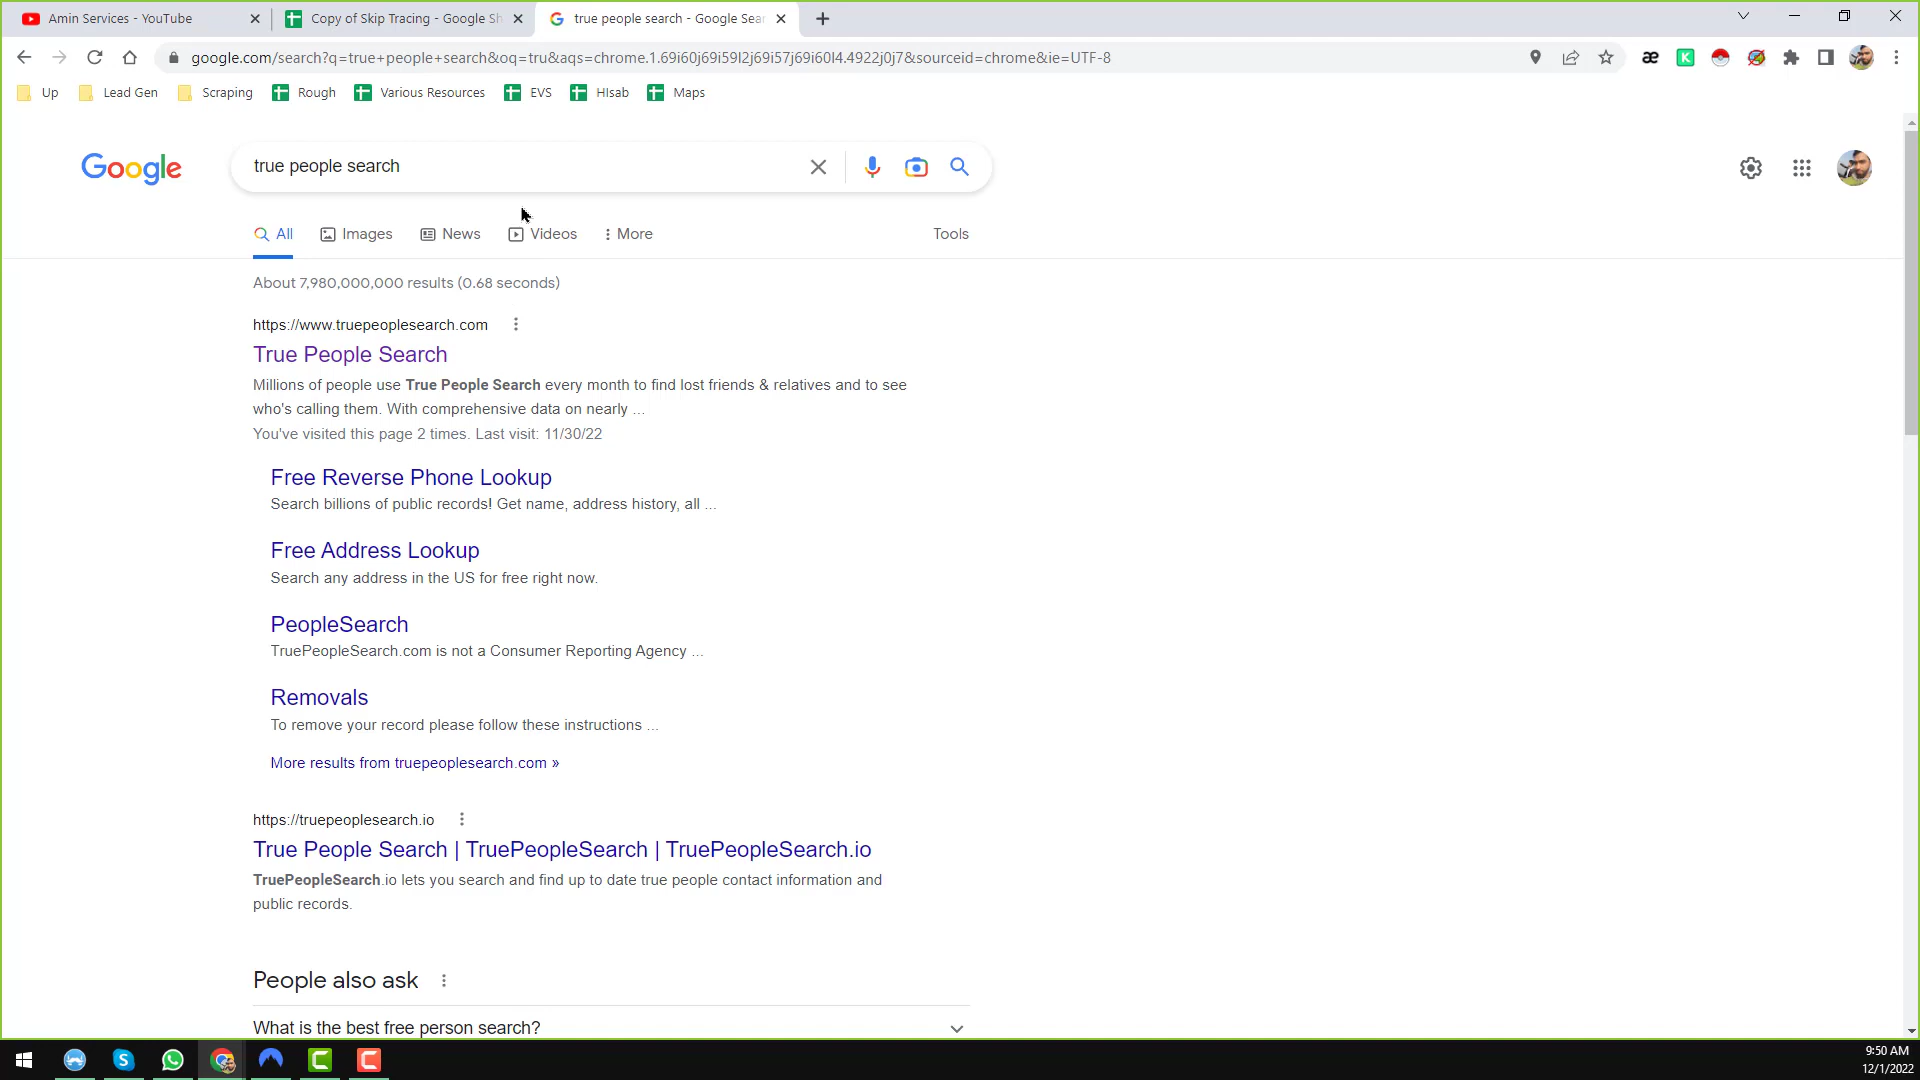 Amin Services - YouTube
Copy of Skip Tracing - Google Sh
true people search - Google Sear
google.com/search?q=true+people+search&oq=tru&aqs=chrome.1.69i60j69i59l2j69i57j69i60l4.4922j0j7&sourceid=chrome&ie=UTF-8
Up
Lead Gen
Scraping
Rough
Various Resources
EVS
HIsab
Maps
Google
true people search
All
Images
News
Videos
More
Tools
About 7,980,000,000 results (0.68 seconds)
https://www.truepeoplesearch.com
True People Search
Millions of people use True People Search every month to find lost friends & relatives and to see
who's calling them. With comprehensive data on nearly ...
You've visited this page 2 times. Last visit: 11/30/22
Free Reverse Phone Lookup
Search billions of public records! Get name, address history, all ...
Free Address Lookup
Search any address in the US for free right now.
PeopleSearch
TruePeopleSearch.com is not a Consumer Reporting Agency ...
Removals
To remove your record please follow these instructions ...
More results from truepeoplesearch.com »
https://truepeoplesearch.io
True People Search | TruePeopleSearch | TruePeopleSearch.io
TruePeopleSearch.io lets you search and find up to date true people contact information and
public records.
People also ask
What is the best free person search?
9:50 AM
12/1/2022